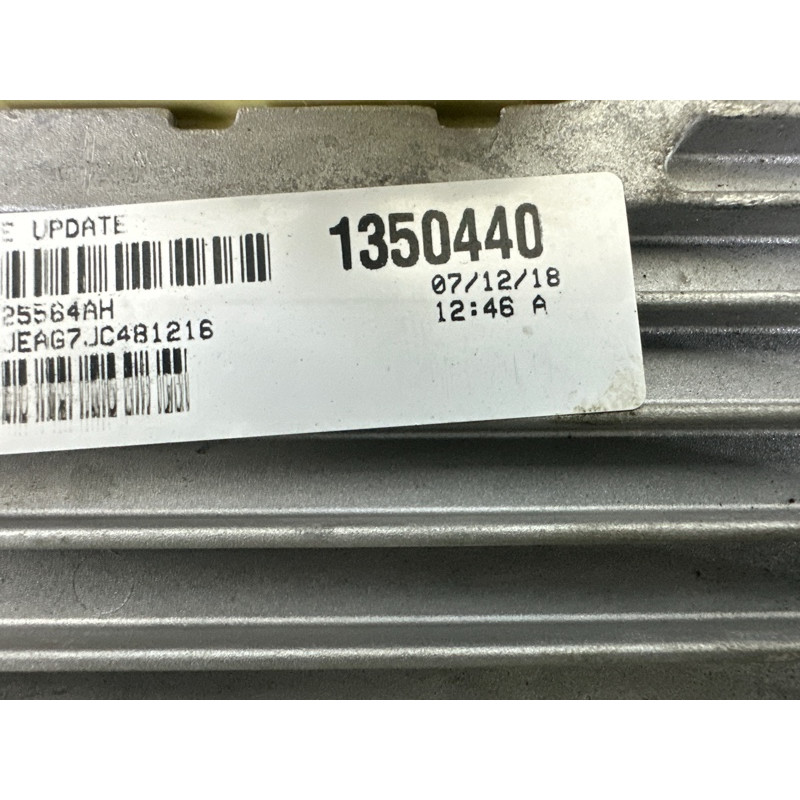 E UPDATE
1350440
07/12/18
12:46 A
25564AH
JEAG7JC481216